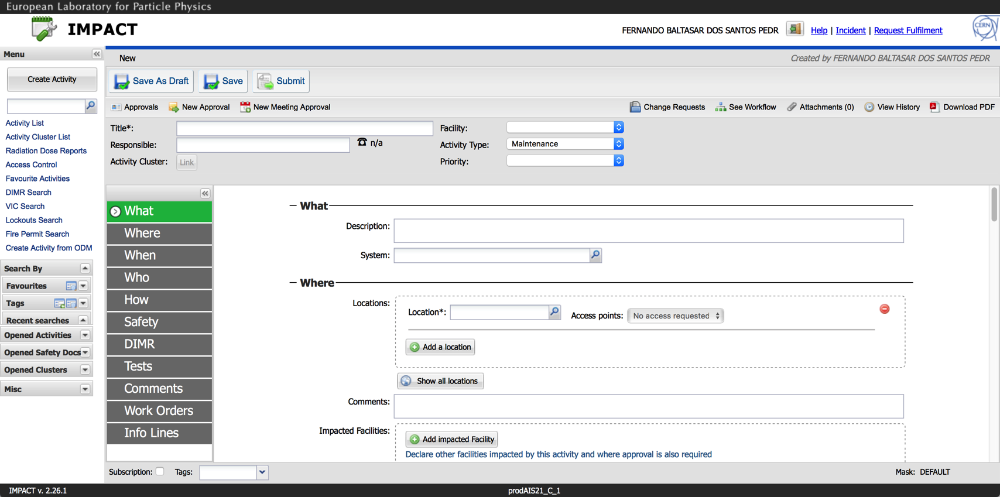 European Laboratory for Particle Physics
IMPACT
FERNANDO BALTASAR DOS SANTOS PEDR Help | Incident | Request Fulfilment
CERN
Menu
New
Created by FERNANDO BALTASAR DOS SANTOS PEDR
Create Activity
Save As Draft Save Submit
Approvals New Approval New Meeting Approval Change Requests See Workflow Attachments (0) View History Download PDF
Activity List
Activity Cluster List
Radiation Dose Reports
Access Control
Favourite Activities
DIMR Search
VIC Search
Lockouts Search
Fire Permit Search
Create Activity from ODM
Search By
Favourites
Tags
Recent searches
Opened Activities
Opened Safety Docs
Opened Clusters
Misc
Title*: Facility:
Responsible: n/a Activity Type: Maintenance
Activity Cluster: Link Priority:
What
Where
When
Who
How
Safety
DIMR
Tests
Comments
Work Orders
Info Lines
What
Description:
System:
Where
Locations:
Location*: Access points: No access requested
Add a location
Show all locations
Comments:
Impacted Facilities:
Add impacted Facility
Declare other facilities impacted by this activity and where approval is also required
Subscription: Tags: Mask: DEFAULT
IMPACT v. 2.26.1 prodAIS21_C_1